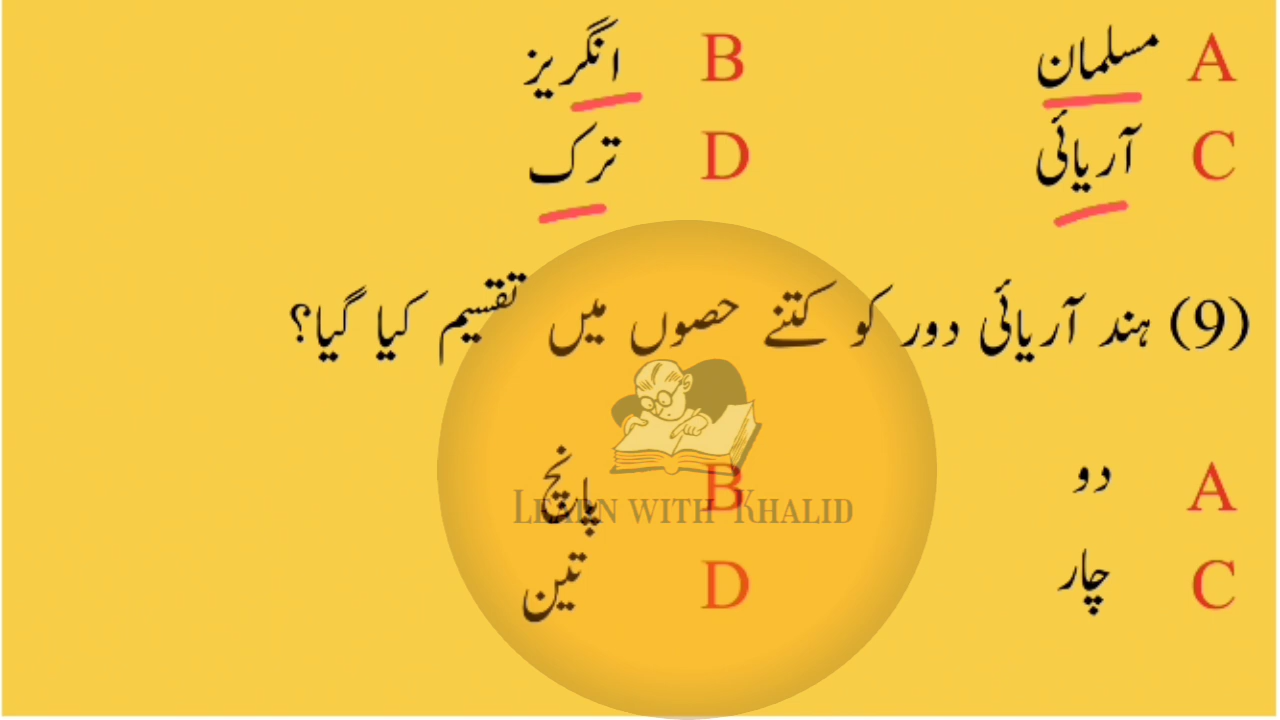 A مسلمان B انگریز
C آریائی D ترک
(9) ہند آریائی دور کو کتنے حصوں میں تقسیم کیا گیا؟
A دو B پانچ
LEARN WITH KHALID
C چار D تین